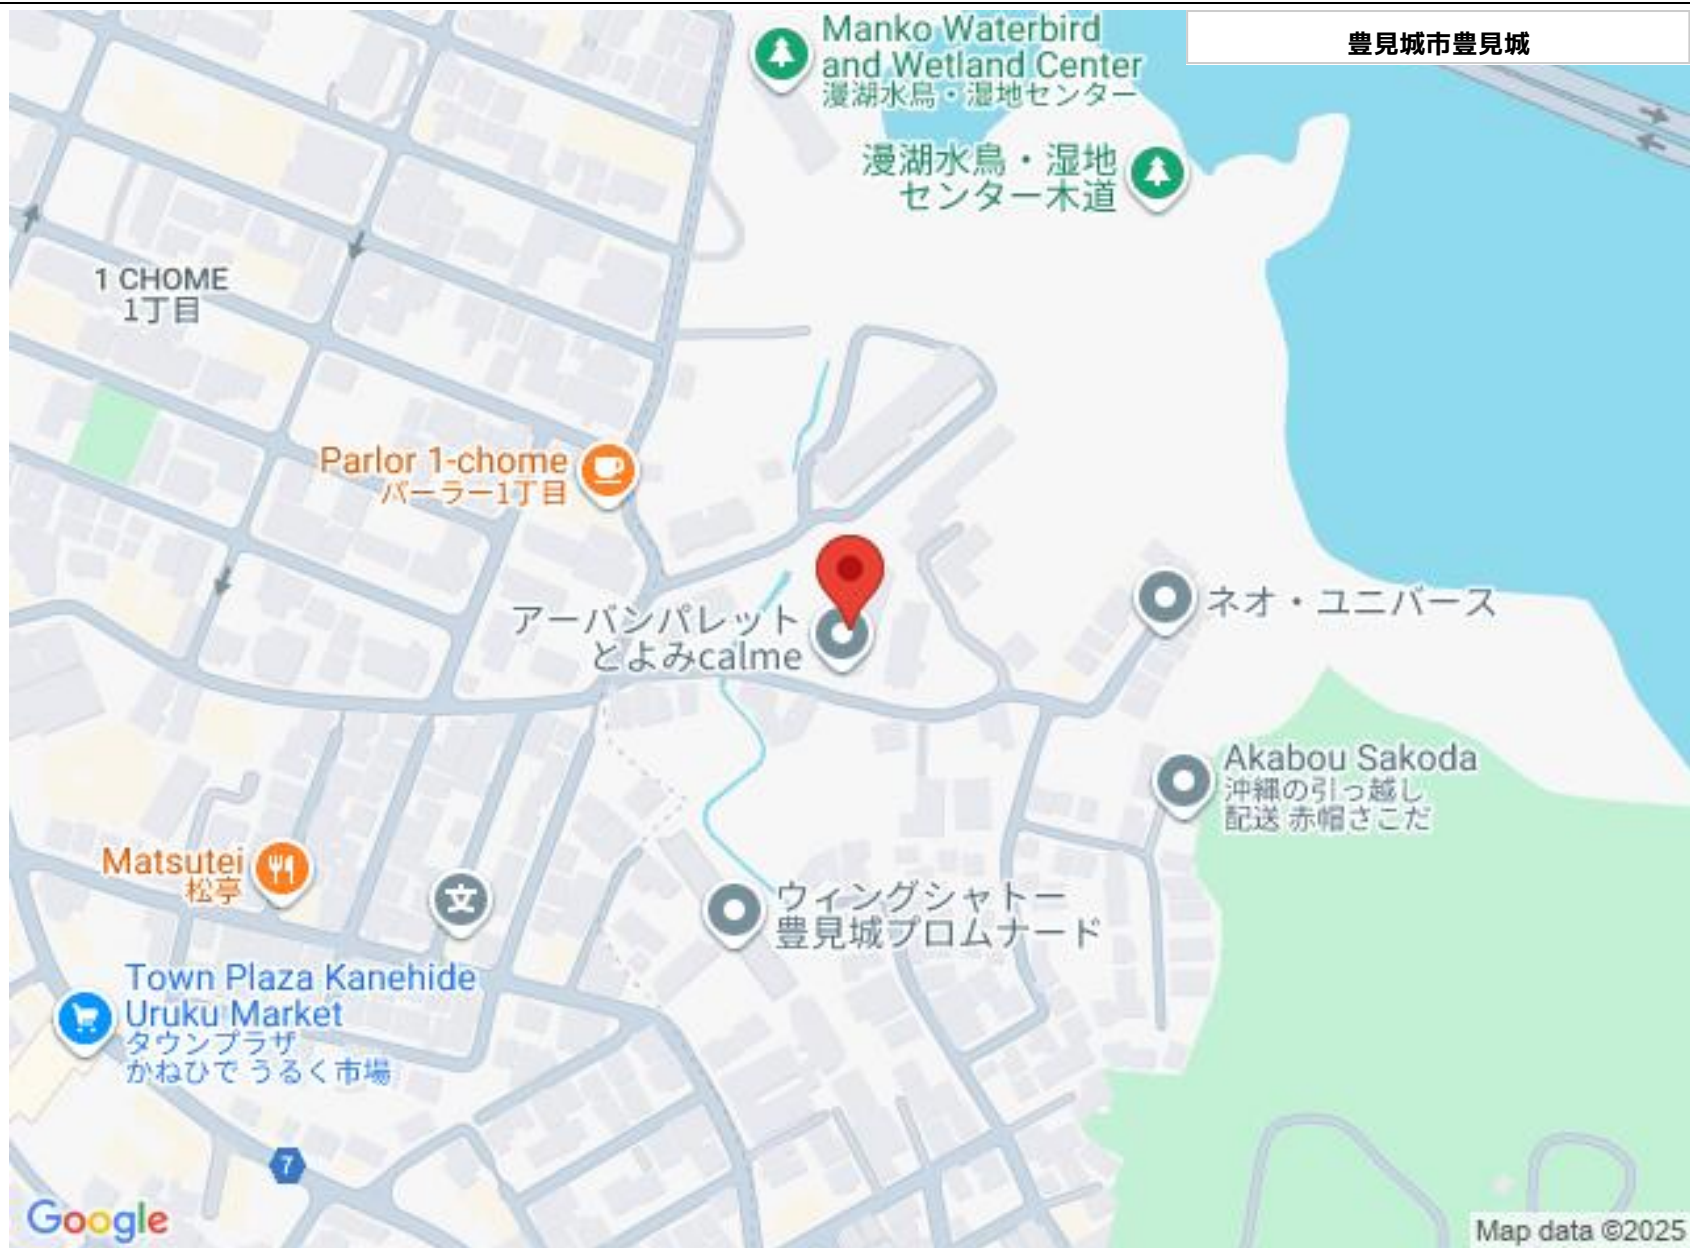 豊見城市豊見城
Manko Waterbird
and Wetland Center
漫湖水鳥・湿地センター
漫湖水鳥・湿地
センター木道
1 CHOME
1丁目
Parlor 1-chome
パーラー1丁目
アーバンパレット
とよみcalme
ネオ・ユニバース
Akabou Sakoda
沖縄の引っ越し
配送 赤帽さこだ
Matsutei
松亭
文
ウィングシャトー
豊見城プロムナード
Town Plaza Kanehide
Uruku Market
タウンプラザ
かねひで うるく市場
7
Google
Map data ©2025